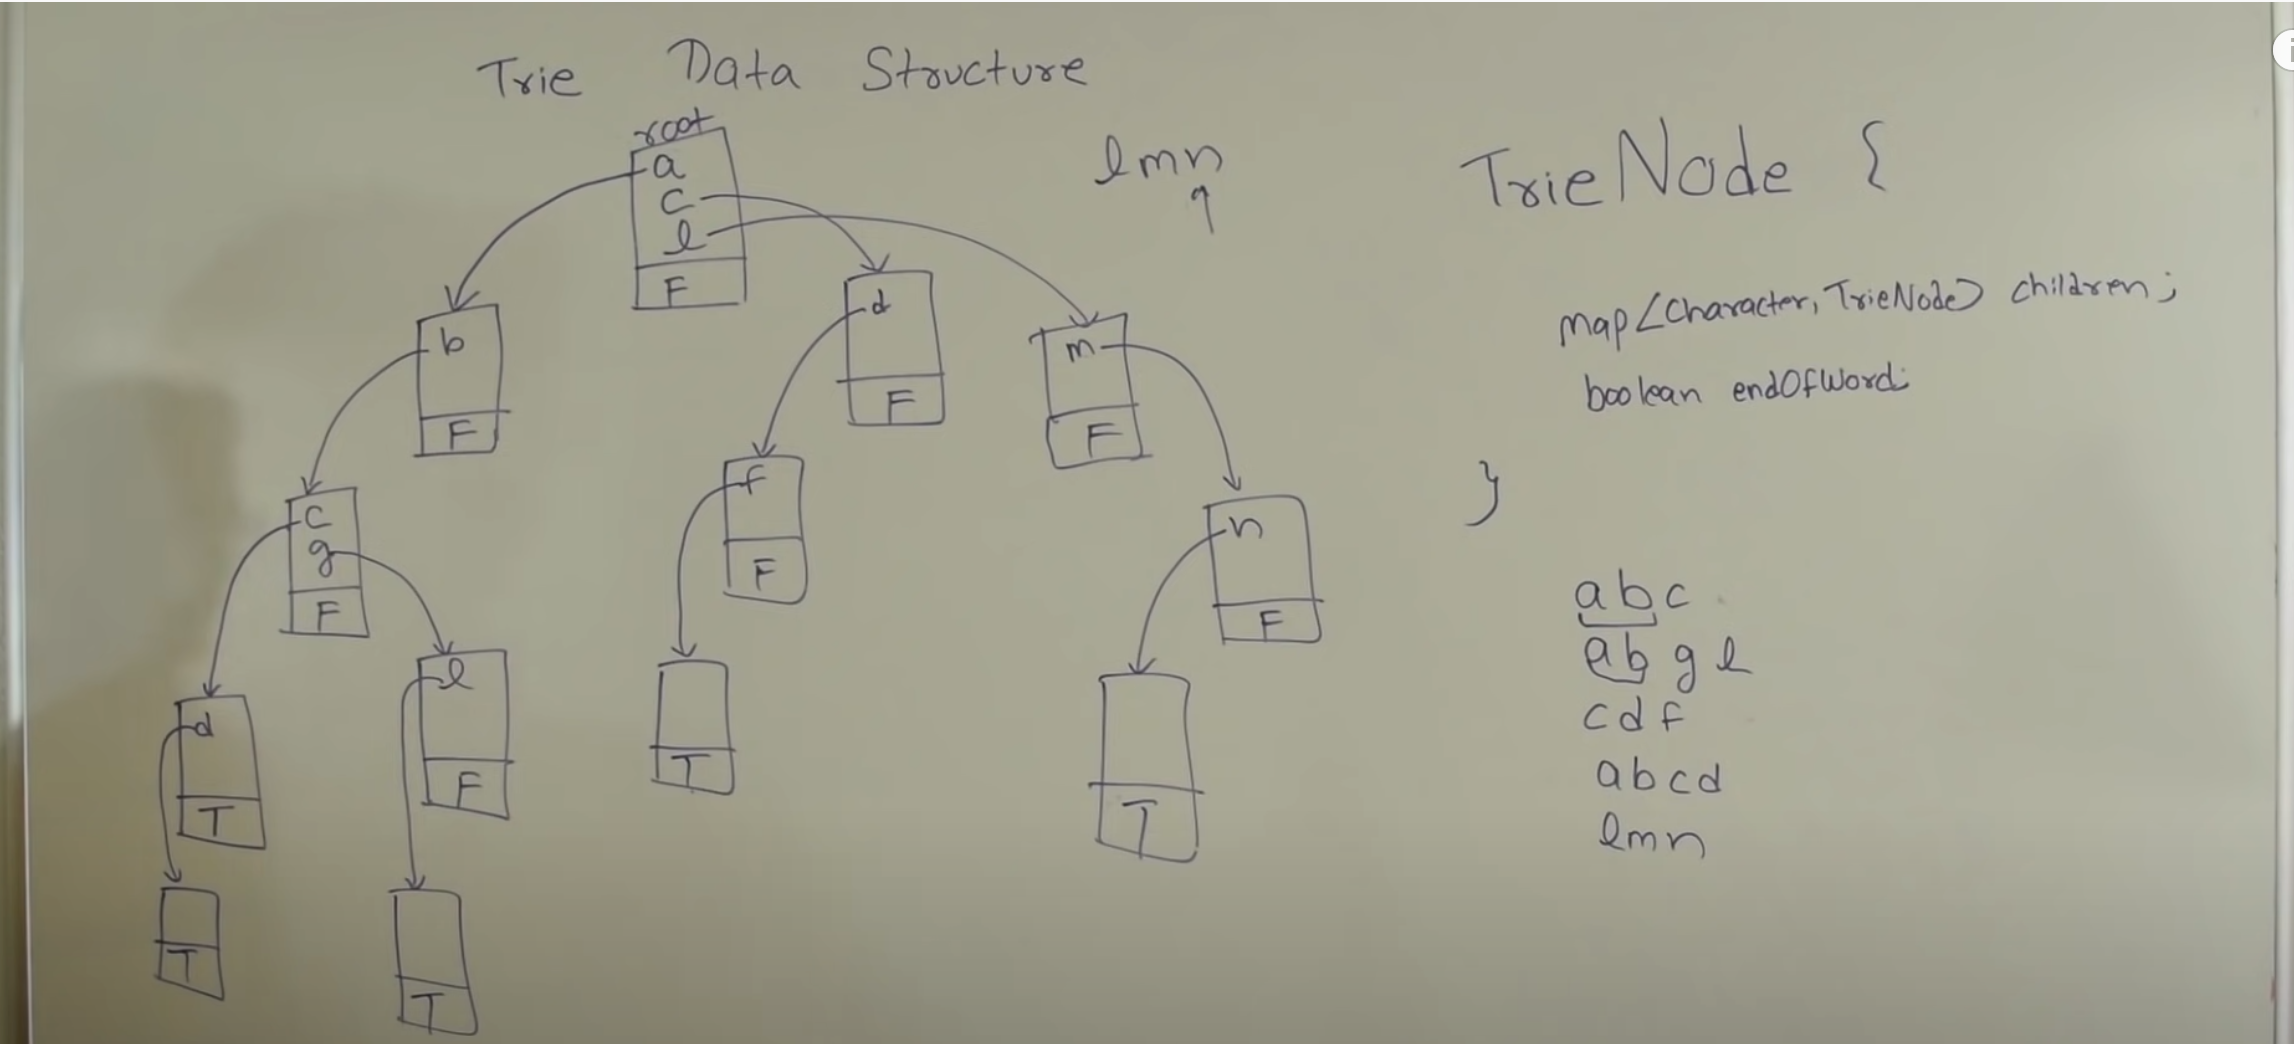 Trie Data Structure
root
a
c
l
F
lmn
b
F
d
F
m
F
c
g
F
f
F
n
F
d
T
l
F
T
T
T
T
TrieNode {
map<Character, TrieNode> children;
boolean endOfWord;
}
abc
abgl
cdf
abcd
lmn